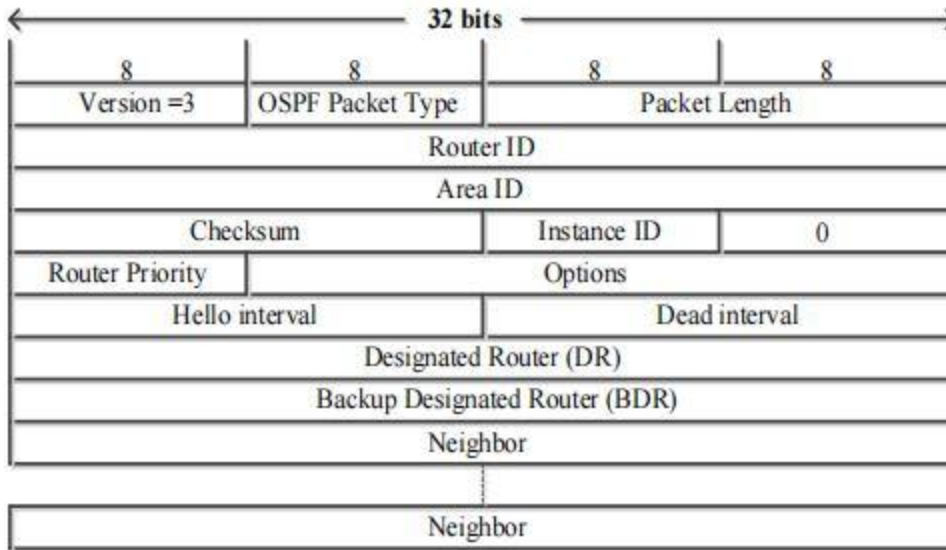 32 bits
8 8 8 8
Version =3 OSPF Packet Type Packet Length
Router ID
Area ID
Checksum Instance ID 0
Router Priority Options
Hello interval Dead interval
Designated Router (DR)
Backup Designated Router (BDR)
Neighbor
Neighbor